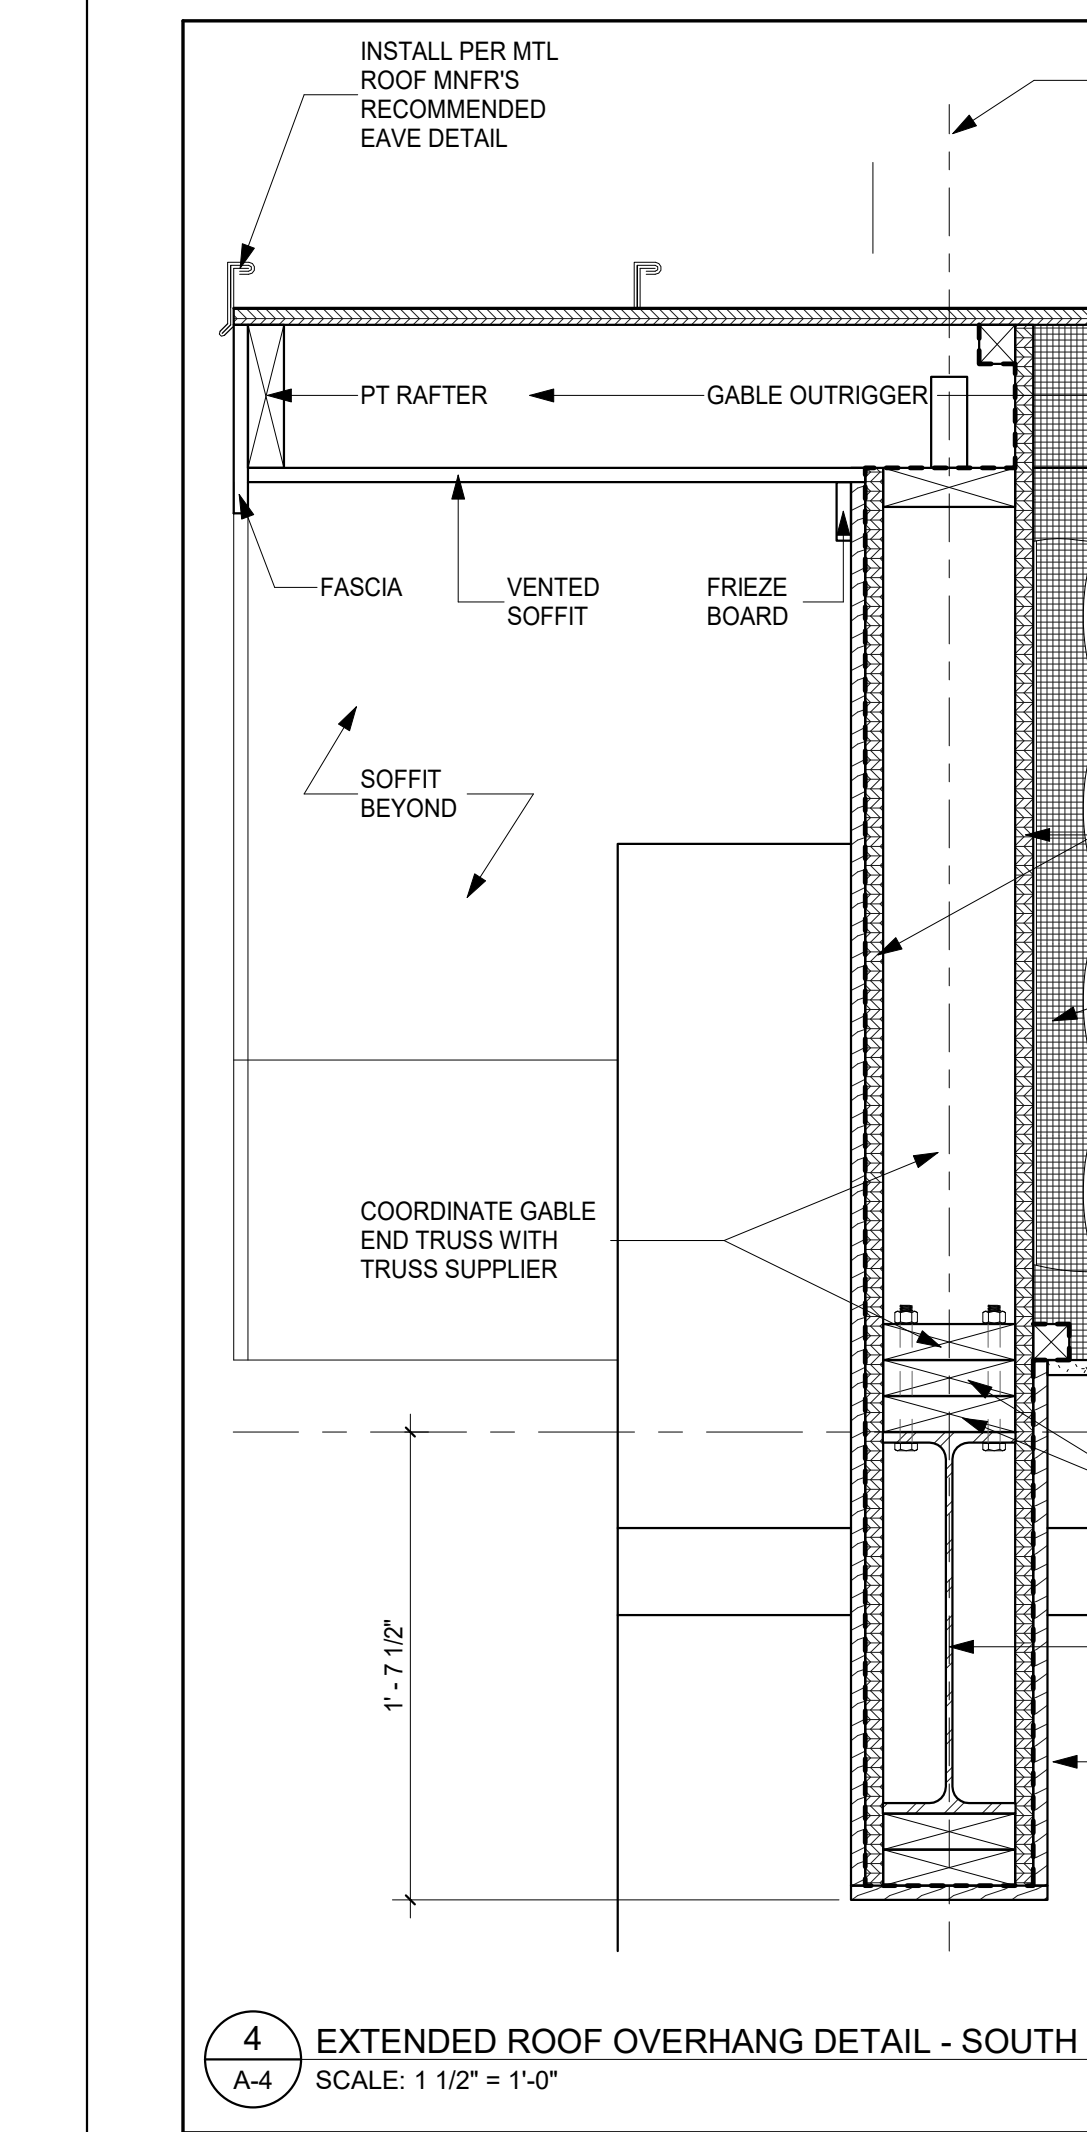 INSTALL PER MTL
ROOF MNFR'S
RECOMMENDED
EAVE DETAIL
PT RAFTER
GABLE OUTRIGGER
FASCIA
VENTED
SOFFIT
FRIEZE
BOARD
SOFFIT
BEYOND
COORDINATE GABLE
END TRUSS WITH
TRUSS SUPPLIER
1' - 7 1/2"
4
A-4
EXTENDED ROOF OVERHANG DETAIL - SOUTH
SCALE: 1 1/2" = 1'-0"